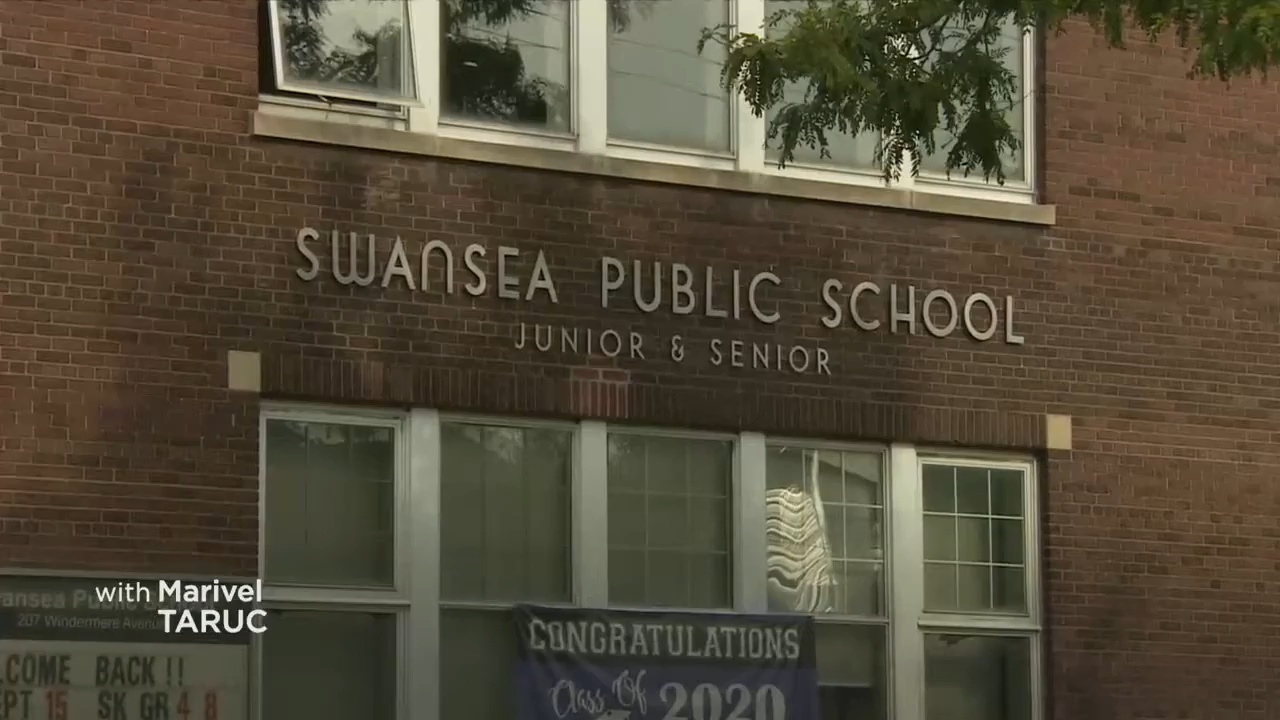 SWANSEA PUBLIC SCHOOL
JUNIOR & SENIOR
with Marivel
TARUC
207 Windermere
COME BACK !!
PT 15 SK GR 4 8
CONGRATULATIONS
Class Of
2020